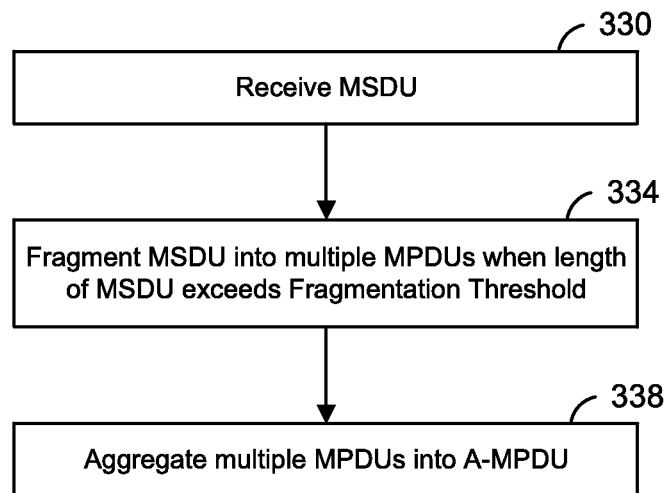 330
Receive MSDU
334
Fragment MSDU into multiple MPDUs when length
of MSDU exceeds Fragmentation Threshold
338
Aggregate multiple MPDUs into A-MPDU